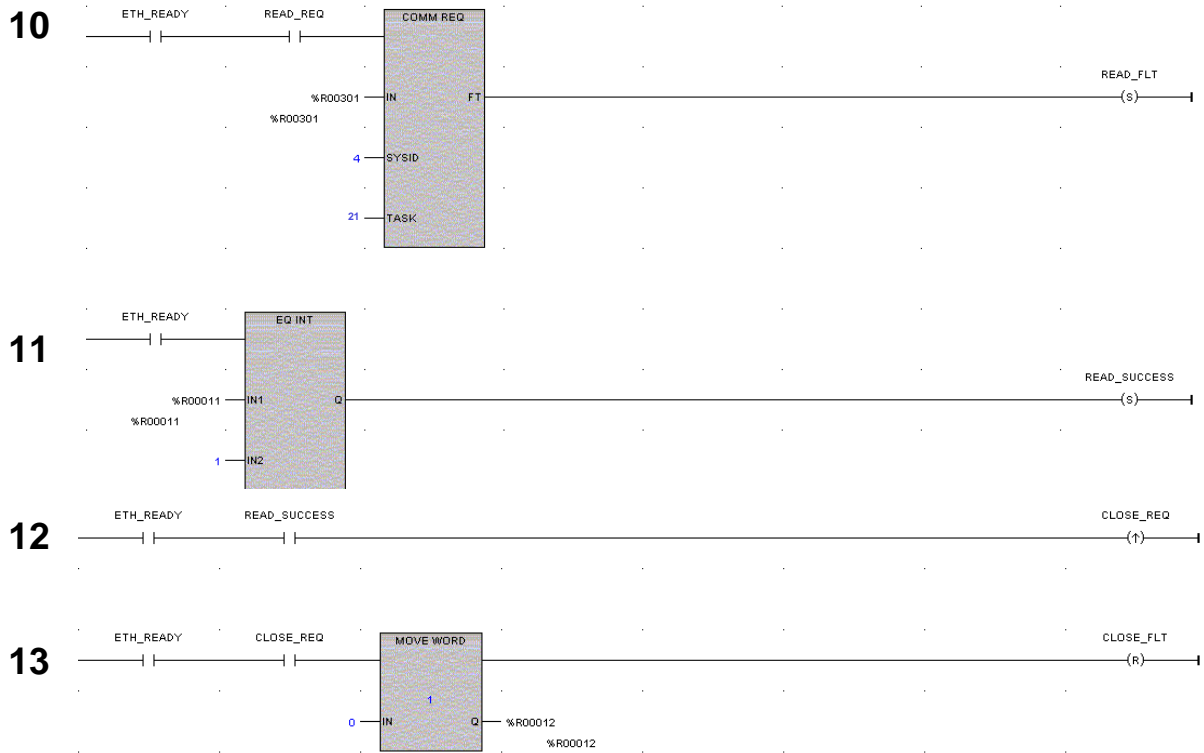 10
ETH_READY READ_REQ COMM REQ
READ_FLT
(S)
%R00301 IN FT
%R00301
4 SYSID
21 TASK
11
ETH_READY EQ INT
READ_SUCCESS
(S)
%R00011 IN1 Q
%R00011
1 IN2
12
ETH_READY READ_SUCCESS CLOSE_REQ
(↑)
13
ETH_READY CLOSE_REQ MOVE WORD CLOSE_FLT
(R)
1
0 IN Q %R00012
%R00012